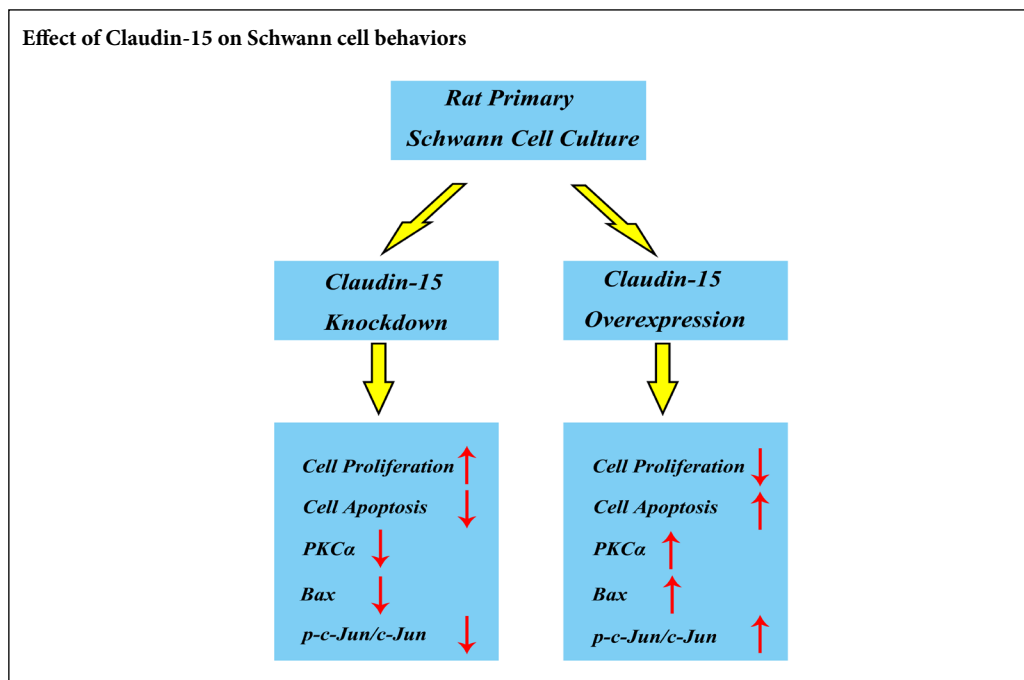 Effect of Claudin-15 on Schwann cell behaviors
Rat Primary
Schwann Cell Culture
Claudin-15
Knockdown
Claudin-15
Overexpression
Cell Proliferation
Cell Apoptosis
PKCα
Bax
p-c-Jun/c-Jun
Cell Proliferation
Cell Apoptosis
PKCα
Bax
p-c-Jun/c-Jun